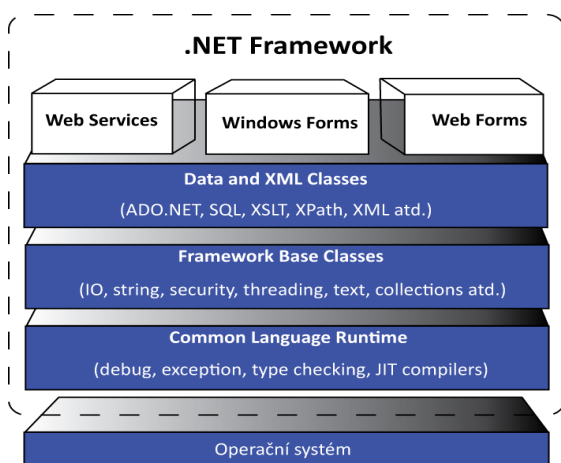 .NET Framework
Web Services
Windows Forms
Web Forms
Data and XML Classes
(ADO.NET, SQL, XSLT, XPath, XML atd.)
Framework Base Classes
(IO, string, security, threading, text, collections atd.)
Common Language Runtime
(debug, exception, type checking, JIT compilers)
Operační systém